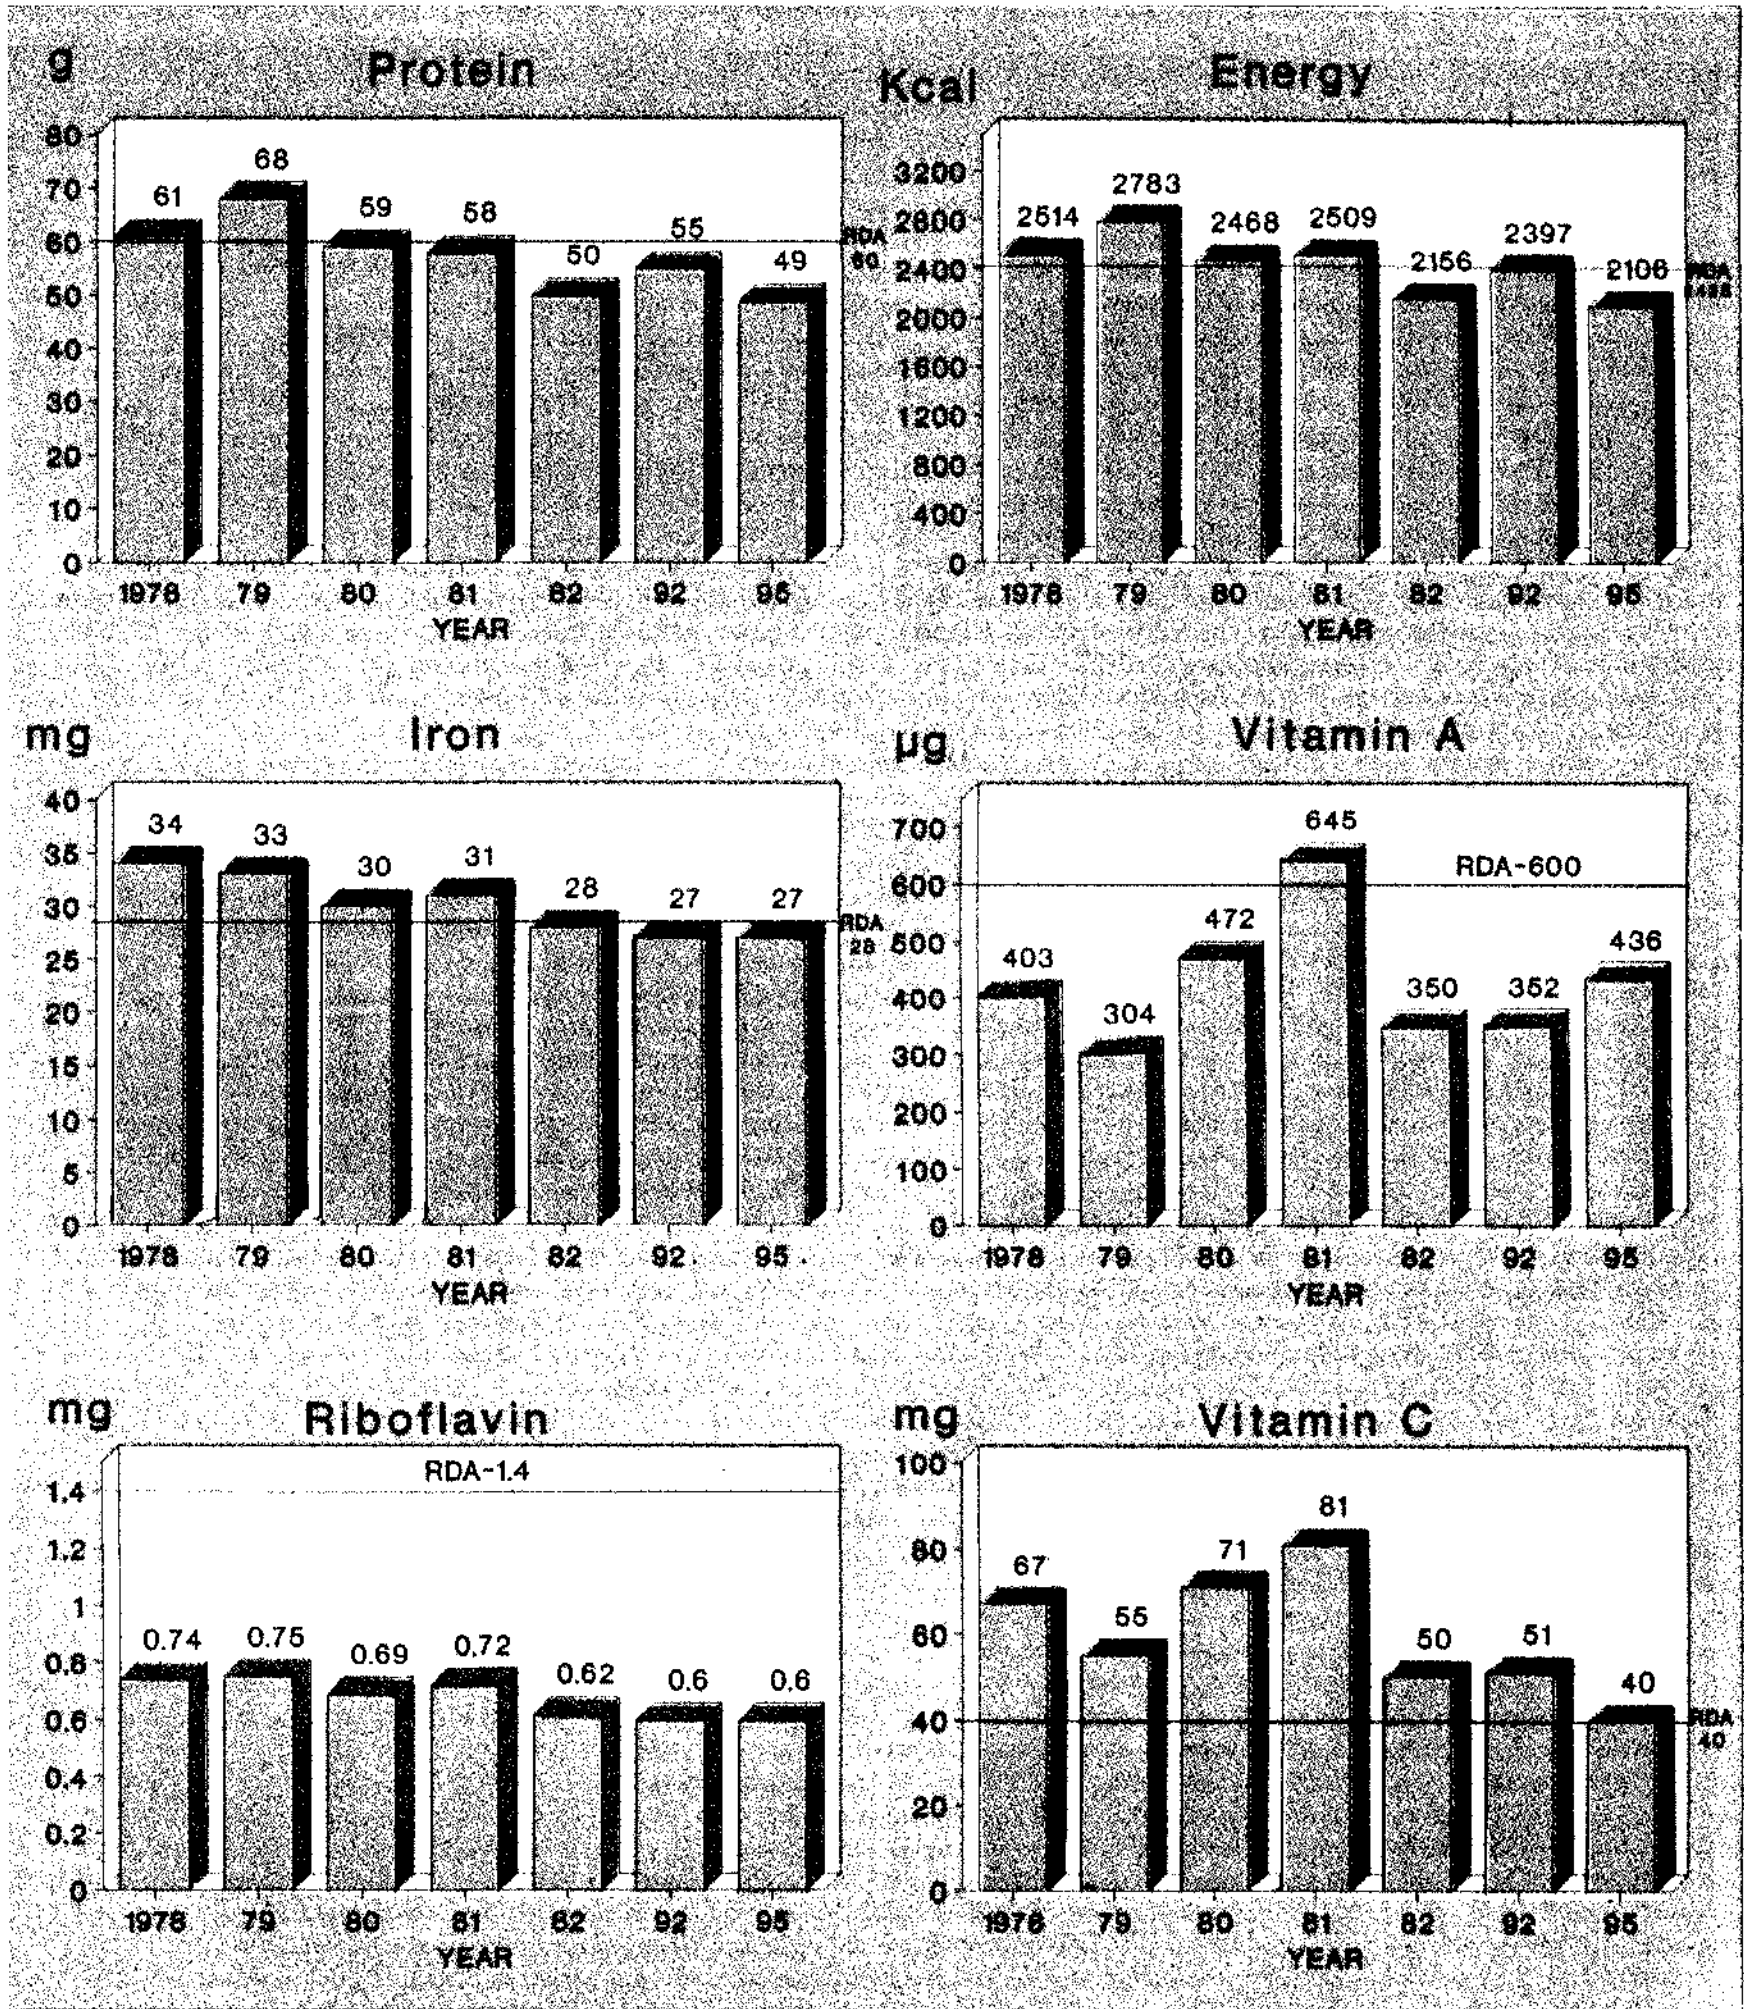 g Protein
80
70
60
50
40
30
20
10
0
61 68 59 58 50 55 49
RDA
60
1978 79 80 81 82 92 95
YEAR
Kcal Energy
3200
2800
2400
2000
1600
1200
800
400
0
2514 2783 2468 2509 2156 2397 2106
RDA
1978 79 80 81 82 92 95
YEAR
mg Iron
40
35
30
25
20
15
10
5
0
34 33 30 31 28 27 27
RDA
28
1978 79 80 81 82 92 95
YEAR
µg Vitamin A
700
600
500
400
300
200
100
0
403 304 472 645 350 352 436
RDA-600
1978 79 80 81 82 92 95
YEAR
mg Riboflavin
1.4
1.2
1
0.8
0.6
0.4
0.2
0
RDA-1.4
0.74 0.75 0.69 0.72 0.62 0.6 0.6
1978 79 80 81 82 92 95
YEAR
mg Vitamin C
100
80
60
40
20
0
67 55 71 81 50 51 40
RDA
40
1978 79 80 81 82 92 95
YEAR